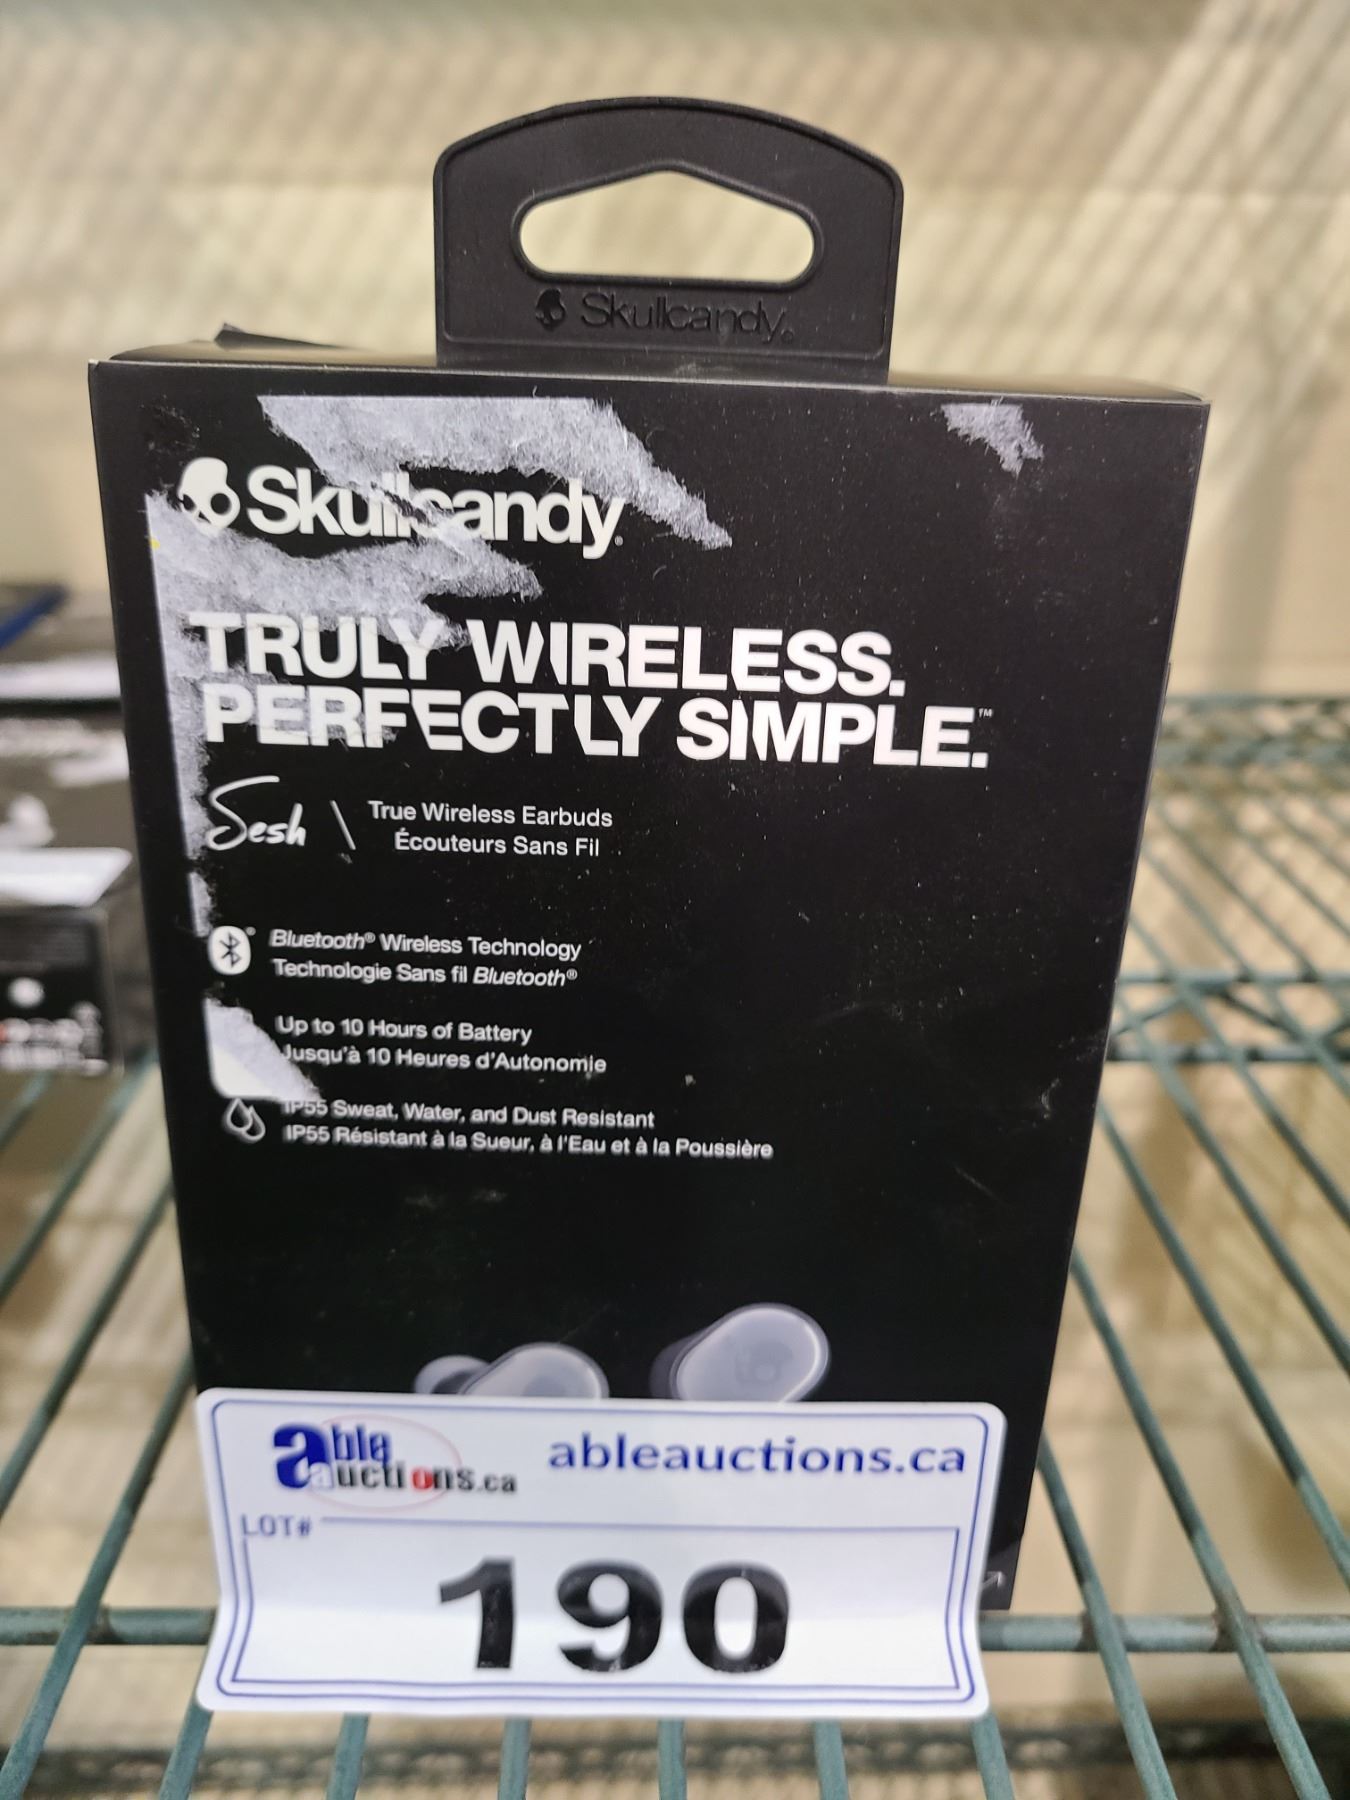 Skullcandy
Skullcandy
TRULY WIRELESS.
PERFECTLY SIMPLE.™
Sesh \ True Wireless Earbuds
Écouteurs Sans Fil
Bluetooth® Wireless Technology
Technologie Sans fil Bluetooth®
Up to 10 Hours of Battery
Jusqu'à 10 Heures d'Autonomie
IP55 Sweat, Water, and Dust Resistant
IP55 Résistant à la Sueur, à l'Eau et à la Poussière
able auctions.ca
ableauctions.ca
LOT#
190